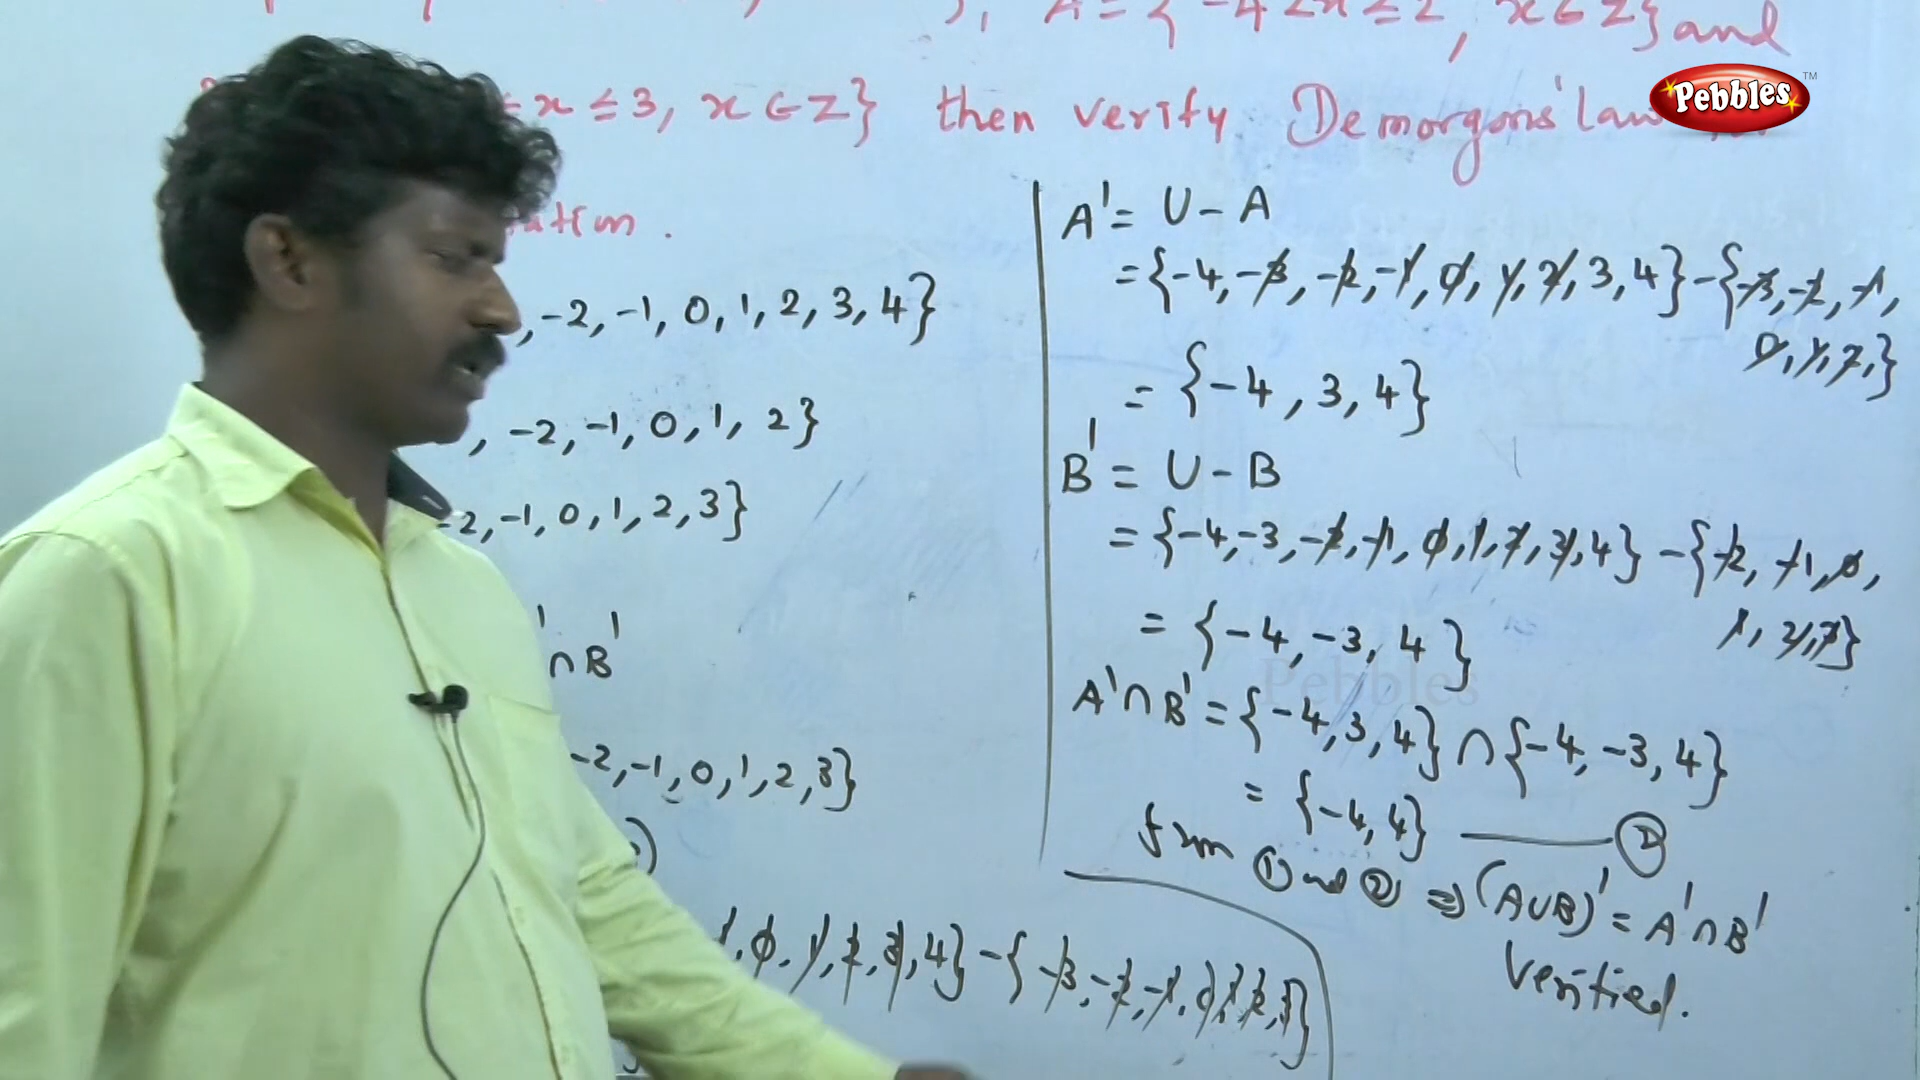 A = { -4 < x ≤ 2, x ∈ Z} and
x ≤ 3, x ∈ Z} then verify Demorgons' law
Pebbles™
, -2, -1, 0, 1, 2, 3, 4}
, -2, -1, 0, 1, 2}
-2, -1, 0, 1, 2, 3}
' ∩ B'
-2, -1, 0, 1, 2, 3}
, 0, 1, 2, 3, 4} - { -3, -2, -1, 0, 1, 2, 3}
A' = U - A
= {-4, -3, -2, -1, 0, 1, 2, 3, 4} - {-3, -2, -1,
0, 1, 2,}
= {-4, 3, 4}
B' = U - B
= {-4, -3, -2, -1, 0, 1, 2, 3, 4} - {-2, -1, 0,
1, 2, 3}
= {-4, -3, 4}
Pebbles
A' ∩ B' = {-4, 3, 4} ∩ {-4, -3, 4}
= {-4, 4} — ②
from ① and ② ⇒ (A∪B)' = A' ∩ B'
Verified.